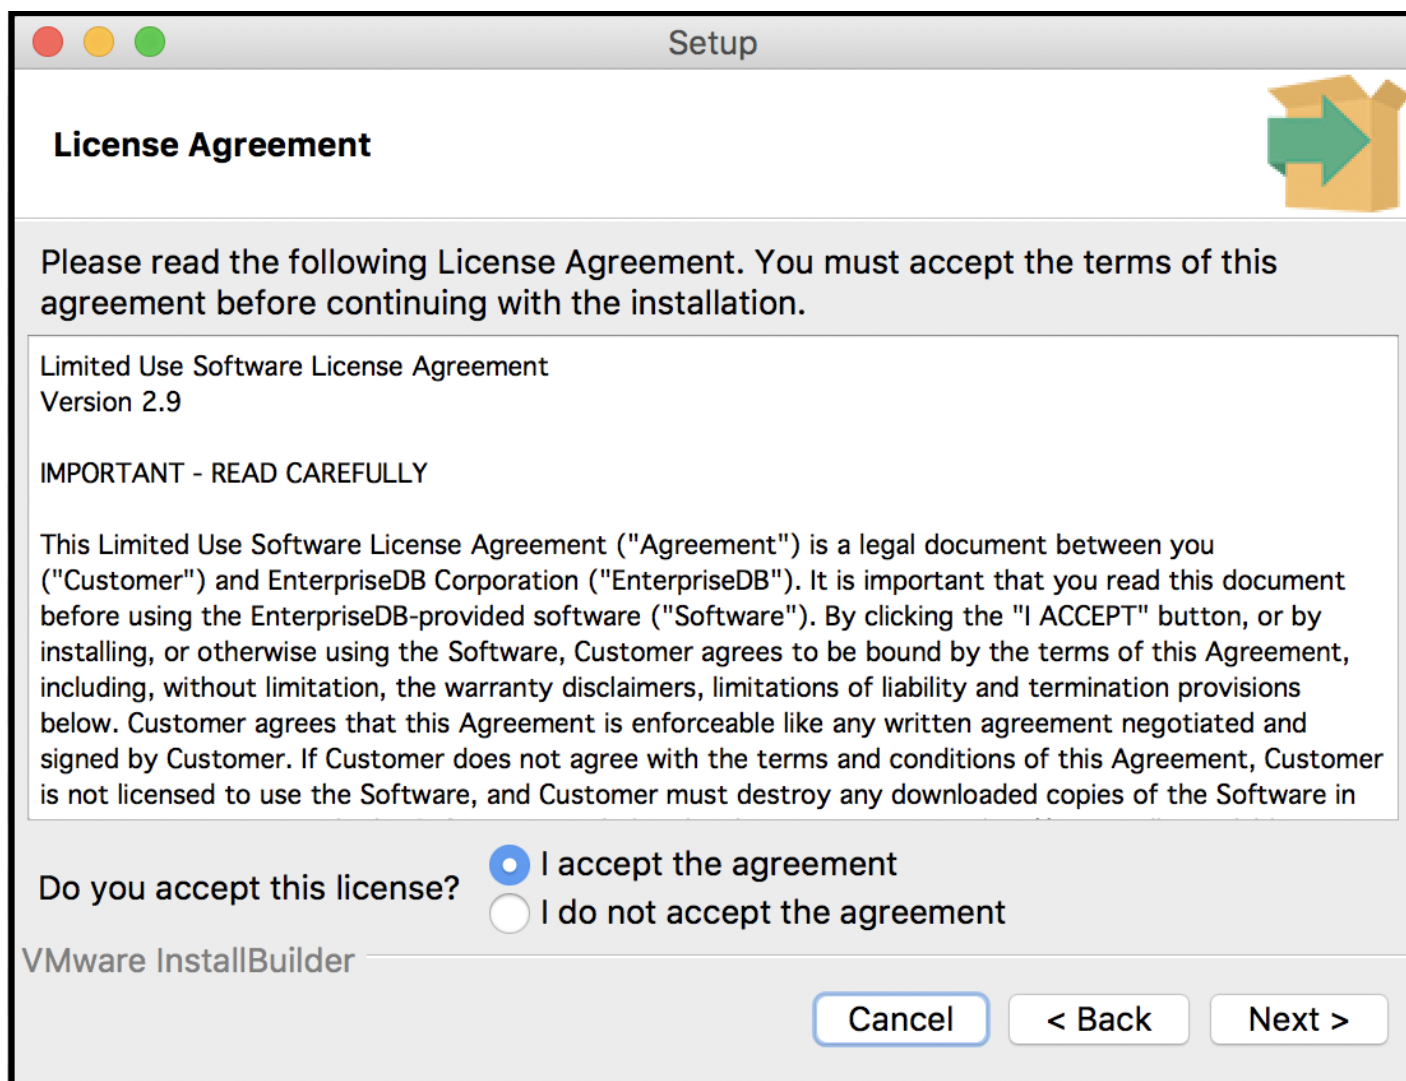 Setup
License Agreement
Please read the following License Agreement. You must accept the terms of this
agreement before continuing with the installation.
Limited Use Software License Agreement
Version 2.9
IMPORTANT - READ CAREFULLY
This Limited Use Software License Agreement ("Agreement") is a legal document between you
("Customer") and EnterpriseDB Corporation ("EnterpriseDB"). It is important that you read this document
before using the EnterpriseDB-provided software ("Software"). By clicking the "I ACCEPT" button, or by
installing, or otherwise using the Software, Customer agrees to be bound by the terms of this Agreement,
including, without limitation, the warranty disclaimers, limitations of liability and termination provisions
below. Customer agrees that this Agreement is enforceable like any written agreement negotiated and
signed by Customer. If Customer does not agree with the terms and conditions of this Agreement, Customer
is not licensed to use the Software, and Customer must destroy any downloaded copies of the Software in
Do you accept this license?
I accept the agreement
I do not accept the agreement
VMware InstallBuilder
Cancel
< Back
Next >